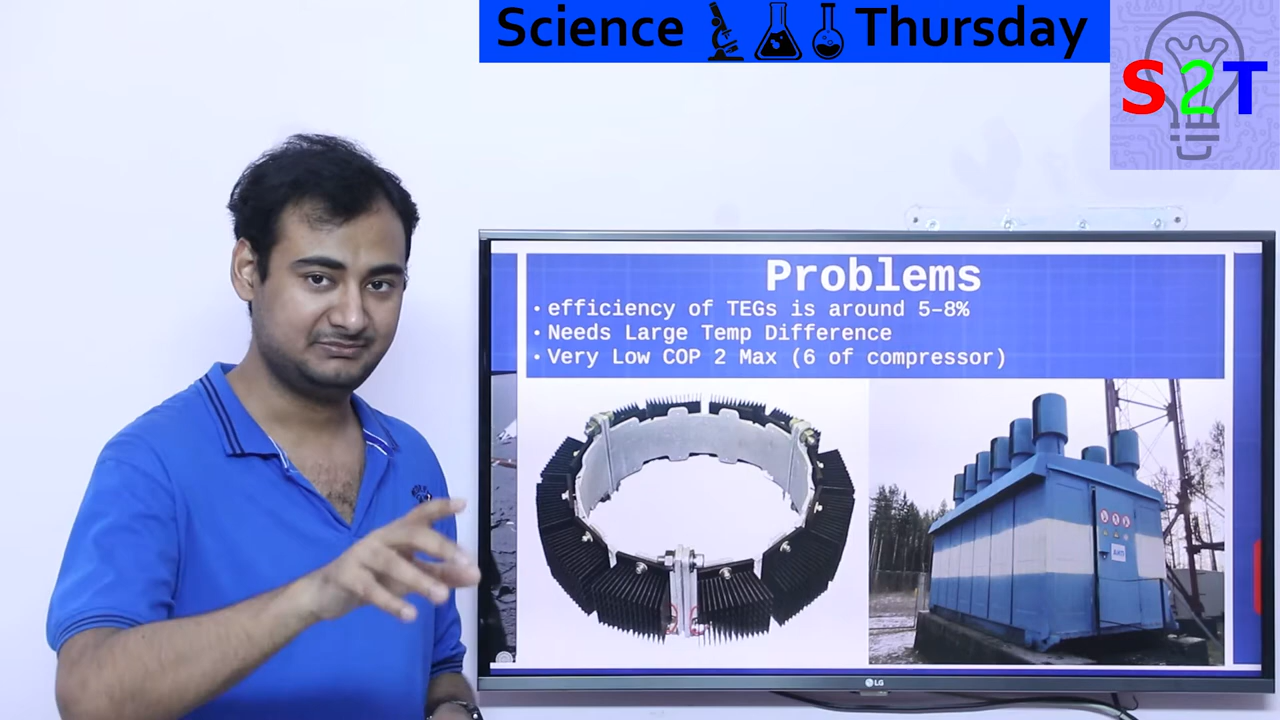 Science Thursday
S2T
Problems
• efficiency of TEGs is around 5–8%
• Needs Large Temp Difference
• Very Low COP 2 Max (6 of compressor)
LG